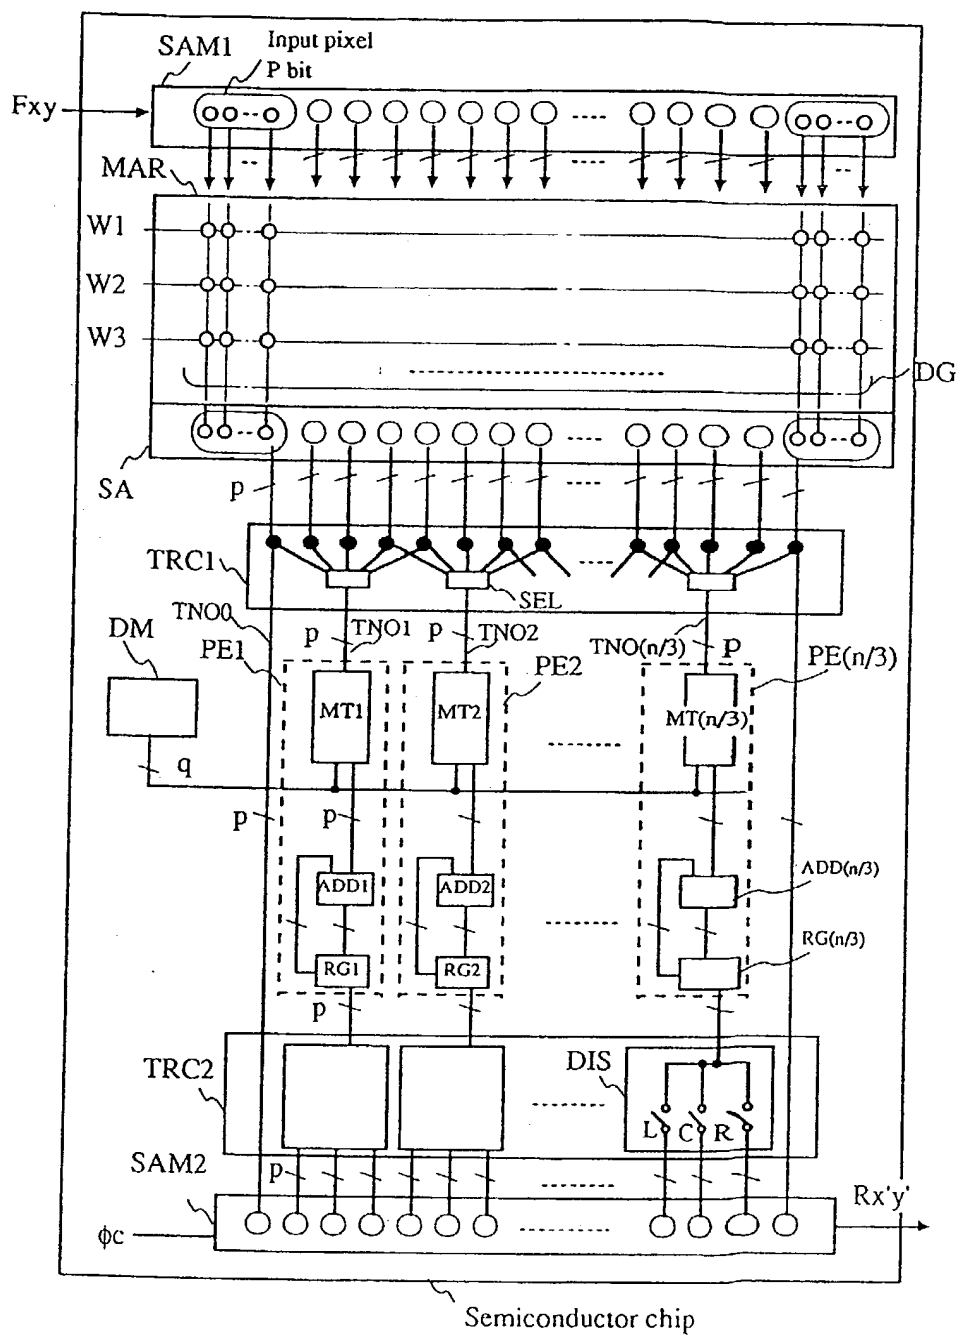 SAM1
Input pixel
P bit
Fxy
MAR
W1
W2
W3
DG
SA
p
TRC1
SEL
TNO0
DM
PE1
p
TNO1
p
TNO2
PE2
TNO(n/3)
p
PE(n/3)
MT1
MT2
MT(n/3)
q
p
p
ADD1
ADD2
ADD(n/3)
RG1
RG2
RG(n/3)
p
TRC2
DIS
L
C
R
SAM2
p
Rx'y'
ϕc
Semiconductor chip